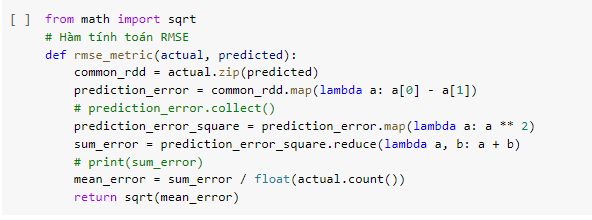 [ ] from math import sqrt
# Hàm tính toán RMSE
def rmse_metric(actual, predicted):
    common_rdd = actual.zip(predicted)
    prediction_error = common_rdd.map(lambda a: a[0] - a[1])
    # prediction_error.collect()
    prediction_error_square = prediction_error.map(lambda a: a ** 2)
    sum_error = prediction_error_square.reduce(lambda a, b: a + b)
    # print(sum_error)
    mean_error = sum_error / float(actual.count())
    return sqrt(mean_error)